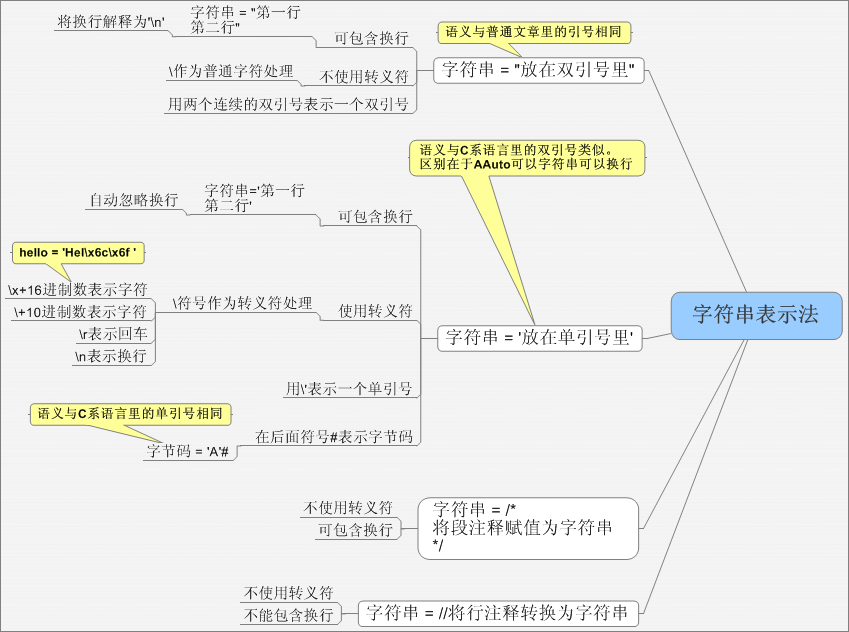 将换行解释为'\n'
字符串 = "第一行
第二行"
可包含换行
语义与普通文章里的引号相同
\作为普通字符处理
不使用转义符
字符串 = "放在双引号里"
用两个连续的双引号表示一个双引号
语义与C系语言里的双引号类似。
区别在于AAuto可以字符串可以换行
自动忽略换行
字符串='第一行
第二行'
可包含换行
hello = 'Hel\x6c\x6f '
\x+16进制数表示字符
\+10进制数表示字符
\r表示回车
\n表示换行
\符号作为转义符处理
使用转义符
字符串 = '放在单引号里'
字符串表示法
用\'表示一个单引号
语义与C系语言里的单引号相同
字节码 = 'A'#
在后面符号#表示字节码
不使用转义符
可包含换行
字符串 = /*
将段注释赋值为字符串
*/
不使用转义符
不能包含换行
字符串 = //将行注释转换为字符串